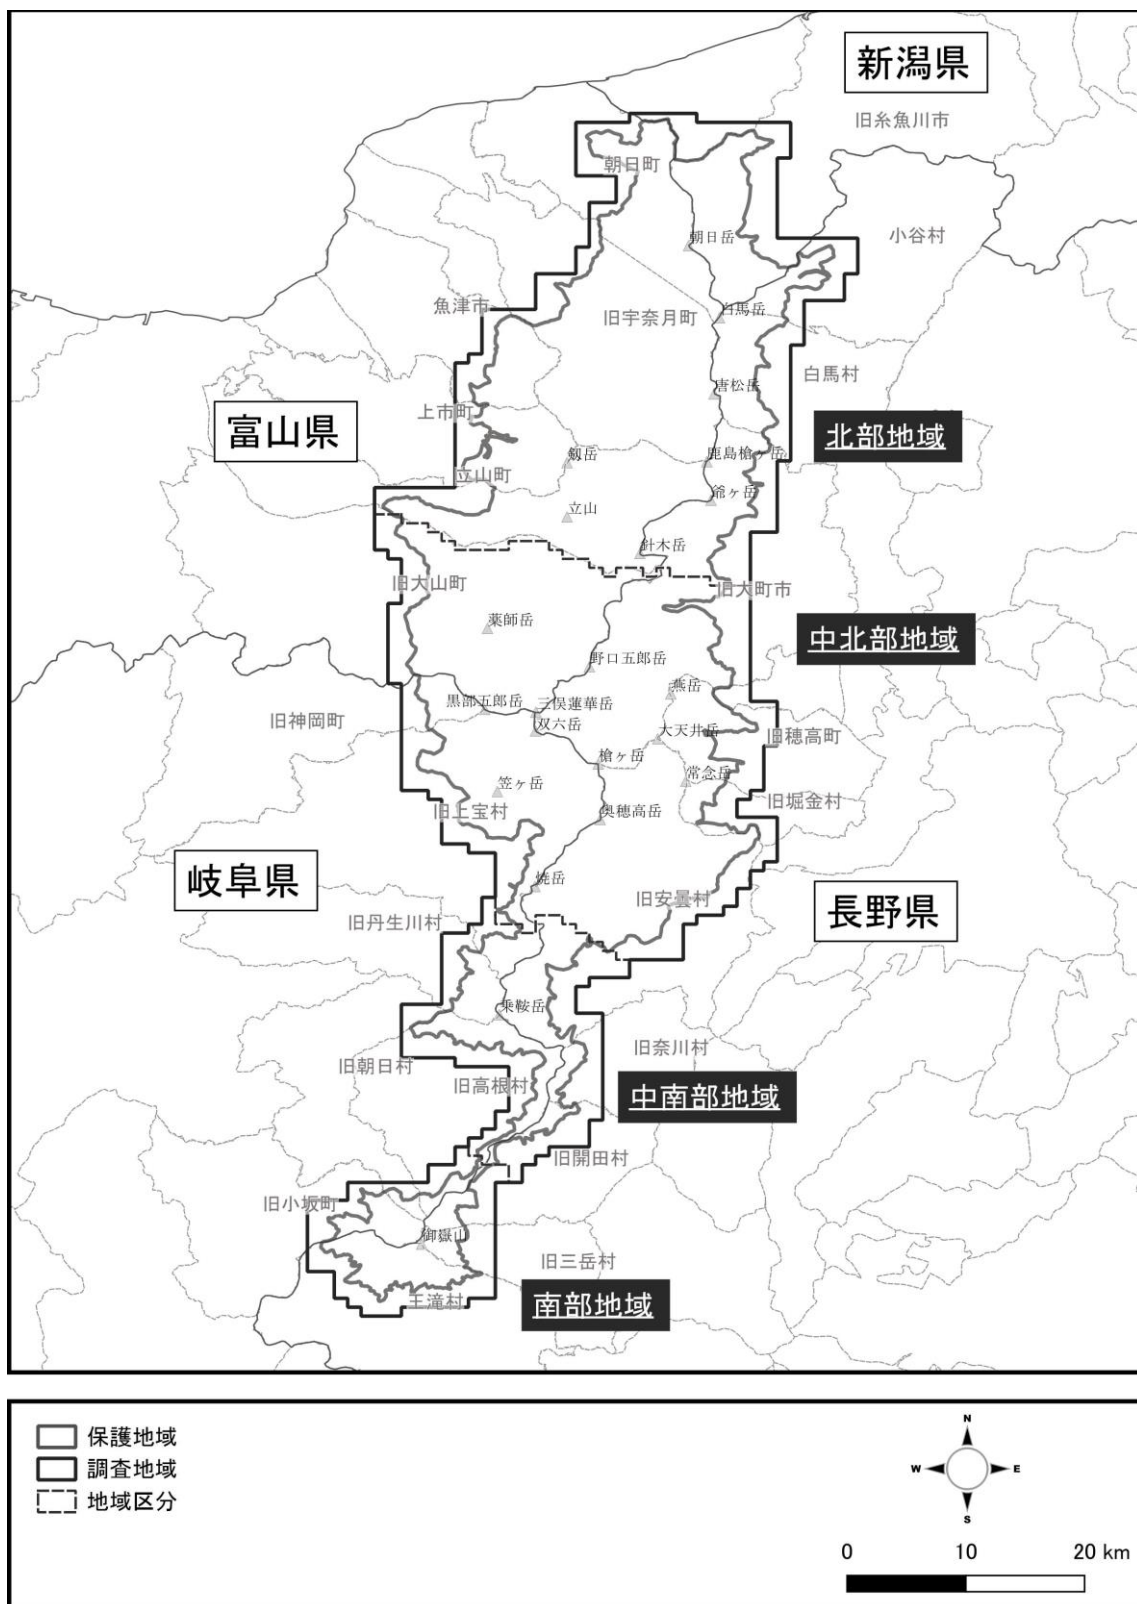 新潟県
旧糸魚川市
朝日町
小谷村
朝日岳
魚津市
旧宇奈月町
白馬岳
白馬村
唐松岳
上市町
富山県
北部地域
剱岳
鹿島槍ヶ岳
立山町
爺ヶ岳
立山
針木岳
旧大山町
旧大町市
薬師岳
中北部地域
野口五郎岳
燕岳
黒部五郎岳
三俣蓮華岳
旧神岡町
双六岳
大天井岳
旧穂高町
槍ヶ岳
常念岳
笠ヶ岳
旧堀金村
旧上宝村
奥穂高岳
岐阜県
焼岳
旧安曇村
長野県
旧丹生川村
乗鞍岳
旧奈川村
旧朝日村
旧高根村
中南部地域
旧開田村
旧小坂町
御嶽山
旧三岳村
王滝村
南部地域
保護地域
調査地域
地域区分
N
W
E
S
0 10 20 km